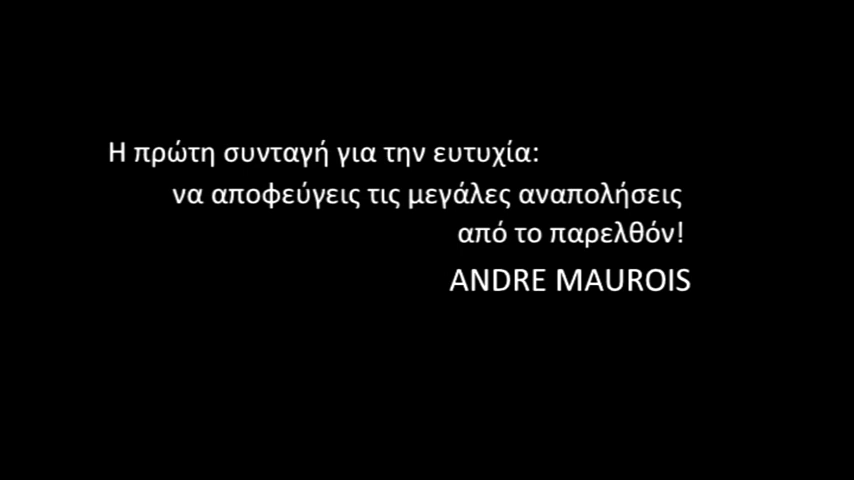 Η πρώτη συνταγή για την ευτυχία:
να αποφεύγεις τις μεγάλες αναπολήσεις
από το παρελθόν!
ANDRE MAUROIS